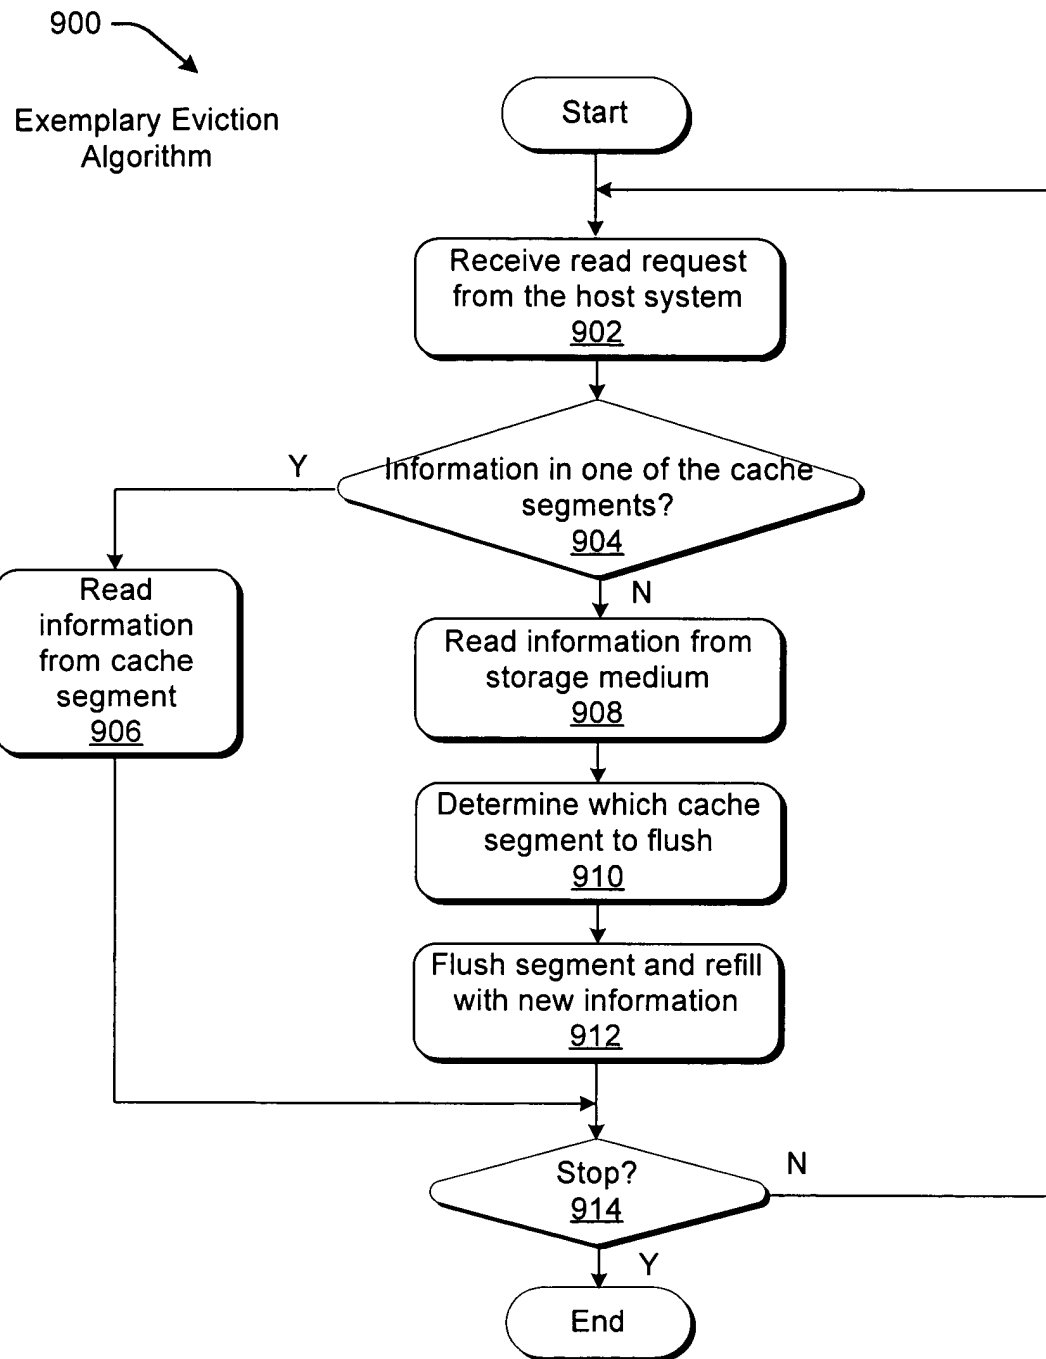 900
Exemplary Eviction
Algorithm
Start
Receive read request
from the host system
902
Information in one of the cache
segments?
904
Y
N
Read
information
from cache
segment
906
Read information from
storage medium
908
Determine which cache
segment to flush
910
Flush segment and refill
with new information
912
Stop?
914
N
Y
End